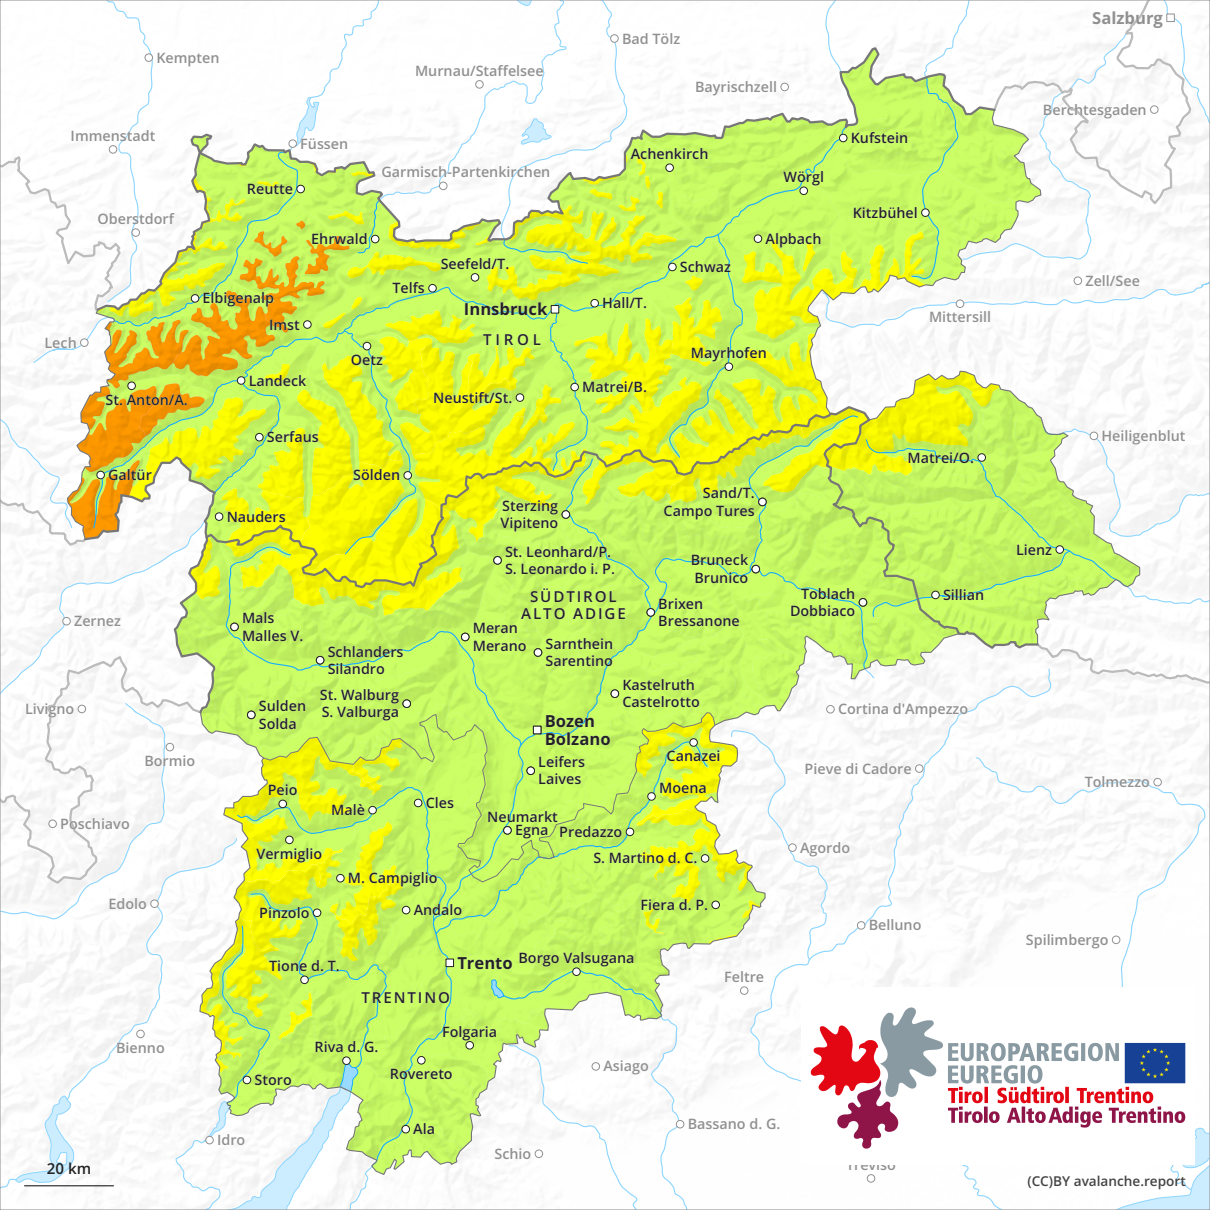 Salzburg
Bad Tölz
Kempten
Murnau/Staffelsee
Bayrischzell
Berchtesgaden
Immenstadt
Füssen
Kufstein
Achenkirch
Garmisch-Partenkirchen
Wörgl
Reutte
Oberstdorf
Kitzbühel
Ehrwald
Alpbach
Seefeld/T.
Schwaz
Zell/See
Telfs
Elbigenalp
Hall/T.
Innsbruck
Mittersill
Imst
TIROL
Lech
Oetz
Mayrhofen
Landeck
Matrei/B.
St. Anton/A.
Neustift/St.
Serfaus
Heiligenblut
Matrei/O.
Galtür
Sölden
Sand/T.
Campo Tures
Sterzing
Vipiteno
Nauders
St. Leonhard/P.
S. Leonardo i. P.
Lienz
Bruneck
Brunico
SÜDTIROL
ALTO ADIGE
Toblach
Dobbiaco
Sillian
Brixen
Bressanone
Zernez
Mals
Malles V.
Meran
Merano
Sarnthein
Sarentino
Schlanders
Silandro
Kastelruth
Castelrotto
St. Walburg
S. Valburga
Livigno
Sulden
Solda
Cortina d'Ampezzo
Bozen
Bolzano
Bormio
Canazei
Leifers
Laives
Pieve di Cadore
Tolmezzo
Peio
Moena
Malè
Cles
Neumarkt
Egna
Predazzo
Poschiavo
Vermiglio
S. Martino d. C.
Agordo
M. Campiglio
Edolo
Pinzolo
Andalo
Fiera d. P.
Belluno
Spilimbergo
Trento
Borgo Valsugana
Tione d. T.
Feltre
TRENTINO
Folgaria
Bienno
Riva d. G.
Rovereto
Asiago
Storo
EUROPAREGION
EUREGIO
Tirol Südtirol Trentino
Tirolo Alto Adige Trentino
Ala
Idro
Bassano d. G.
Schio
Treviso
20 km
(CC)BY avalanche.report